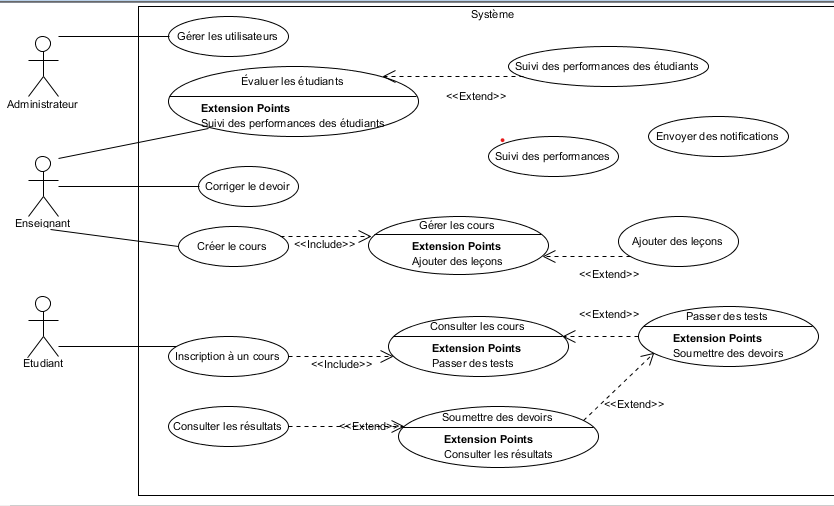 Système
Gérer les utilisateurs
Administrateur
Évaluer les étudiants
Extension Points
Suivi des performances des étudiants
<<Extend>>
Suivi des performances des étudiants
Envoyer des notifications
Suivi des performances
Enseignant
Corriger le devoir
Créer le cours
<<Include>>
Gérer les cours
Extension Points
Ajouter des leçons
<<Extend>>
Ajouter des leçons
Etudiant
Inscription à un cours
<<Include>>
Consulter les cours
Extension Points
Passer des tests
<<Extend>>
Passer des tests
Extension Points
Soumettre des devoirs
<<Extend>>
Consulter les résultats
<<Extend>>
Soumettre des devoirs
Extension Points
Consulter les résultats